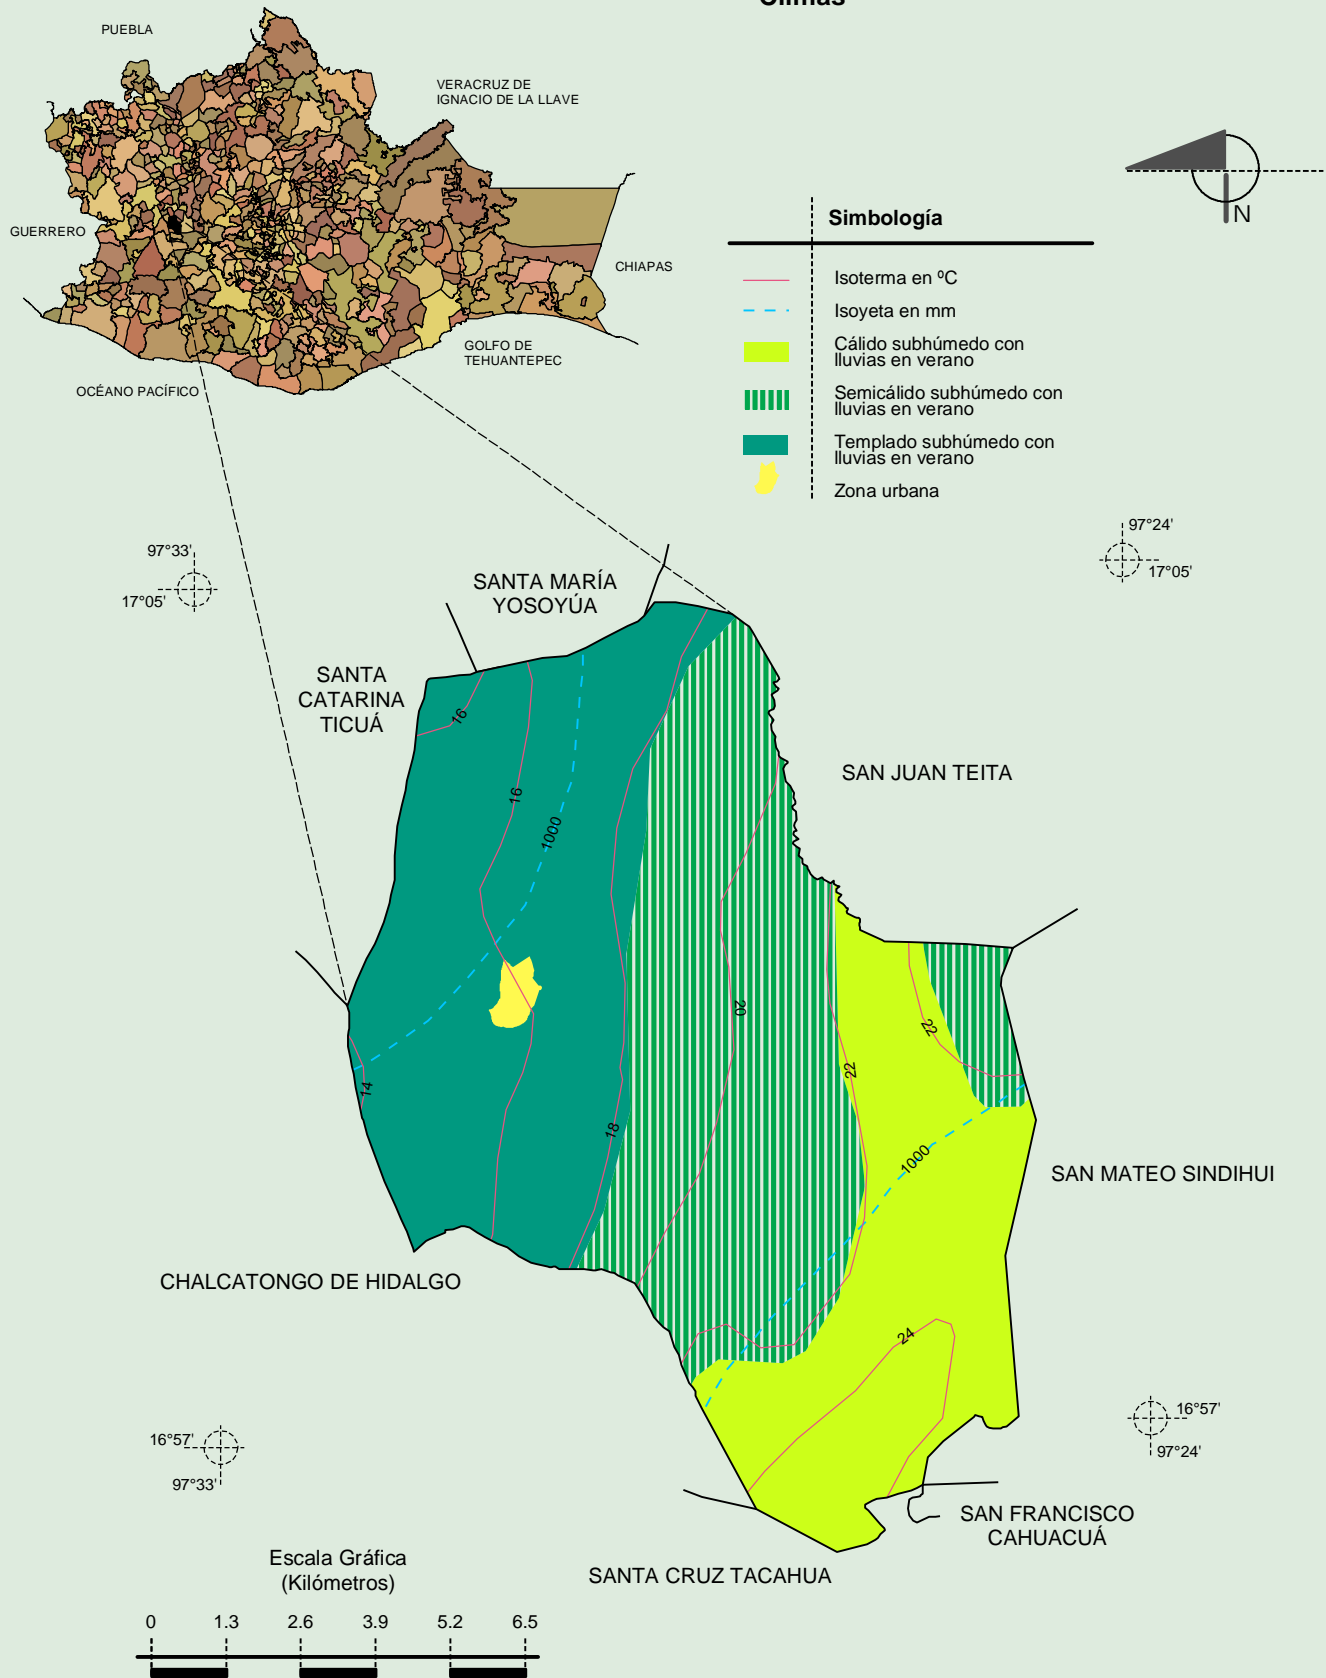 Climas
PUEBLA
VERACRUZ DE
IGNACIO DE LA LLAVE
GUERRERO
CHIAPAS
GOLFO DE
TEHUANTEPEC
OCÉANO PACÍFICO
N
Simbología
Isoterma en ºC
Isoyeta en mm
Cálido subhúmedo con
lluvias en verano
Semicálido subhúmedo con
lluvias en verano
Templado subhúmedo con
lluvias en verano
Zona urbana
97°33'
17°05'
97°24'
17°05'
SANTA MARÍA
YOSOYÚA
SANTA
CATARINA
TICUÁ
SAN JUAN TEITA
16
16
1000
20
22
22
14
18
1000
SAN MATEO SINDIHUI
CHALCATONGO DE HIDALGO
24
16°57'
97°33'
16°57'
97°24'
SAN FRANCISCO
CAHUACUÁ
SANTA CRUZ TACAHUA
Escala Gráfica
(Kilómetros)
0 1.3 2.6 3.9 5.2 6.5